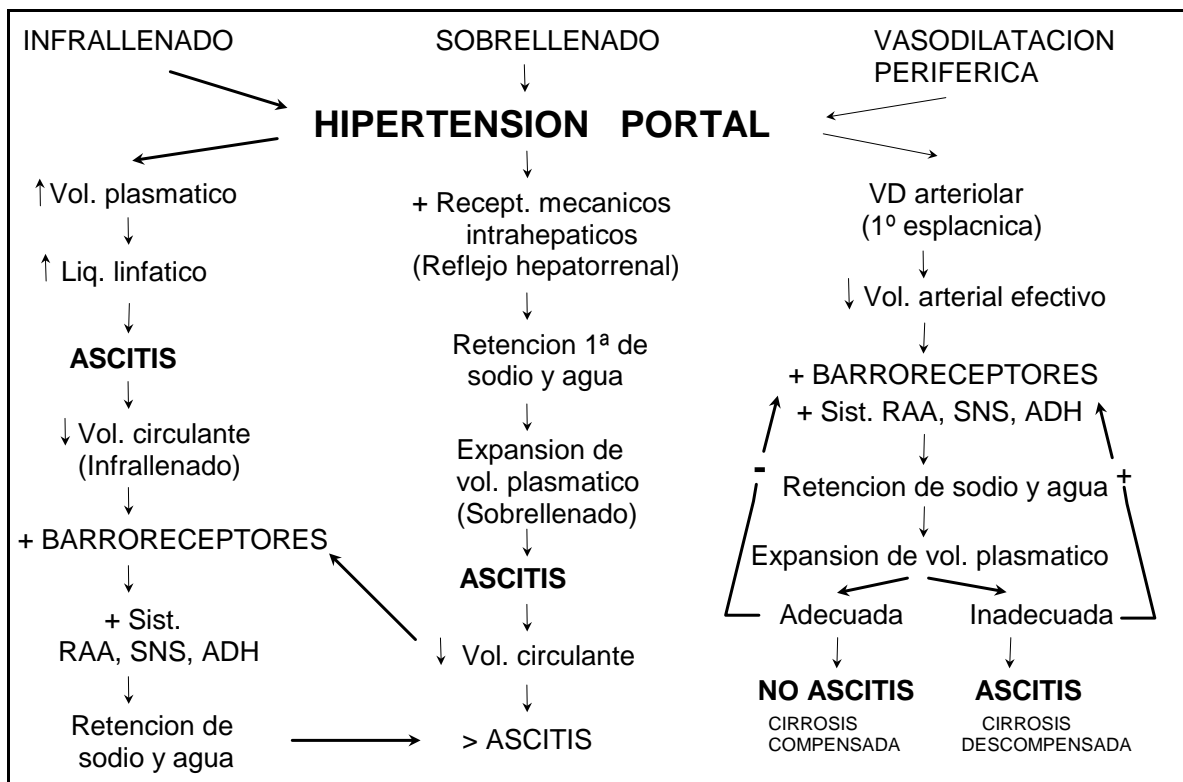 INFRALLENADO
SOBRELLENADO
VASODILATACION
PERIFERICA
HIPERTENSION PORTAL
↑ Vol. plasmatico
↑ Liq. linfatico
ASCITIS
↓ Vol. circulante
(Infrallenado)
+ BARRORECEPTORES
+ Sist.
RAA, SNS, ADH
Retencion de
sodio y agua
+ Recept. mecanicos
intrahepaticos
(Reflejo hepatorrenal)
Retencion 1ª de
sodio y agua
Expansion de
vol. plasmatico
(Sobrellenado)
ASCITIS
↓ Vol. circulante
> ASCITIS
VD arteriolar
(1º esplacnica)
↓ Vol. arterial efectivo
+ BARRORECEPTORES
+ Sist. RAA, SNS, ADH
-
+
Retencion de sodio y agua
Expansion de vol. plasmatico
Adecuada
Inadecuada
NO ASCITIS
CIRROSIS
COMPENSADA
ASCITIS
CIRROSIS
DESCOMPENSADA